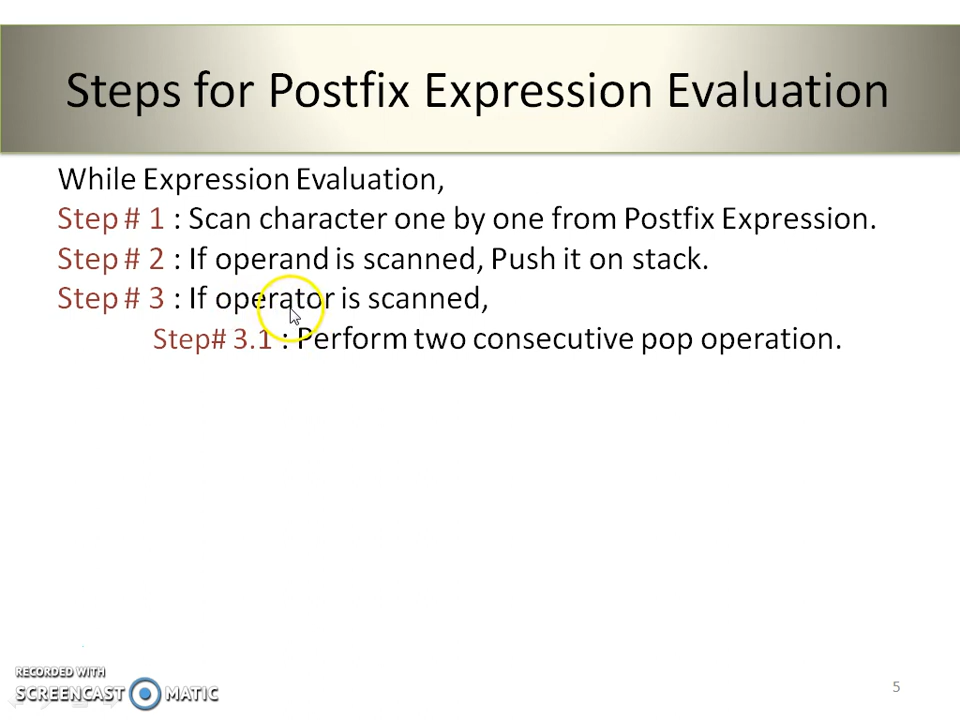 Steps for Postfix Expression Evaluation
While Expression Evaluation,
Step # 1 : Scan character one by one from Postfix Expression.
Step # 2 : If operand is scanned, Push it on stack.
Step # 3 : If operator is scanned,
Step# 3.1 : Perform two consecutive pop operation.
RECORDED WITH
SCREENCAST MATIC
5